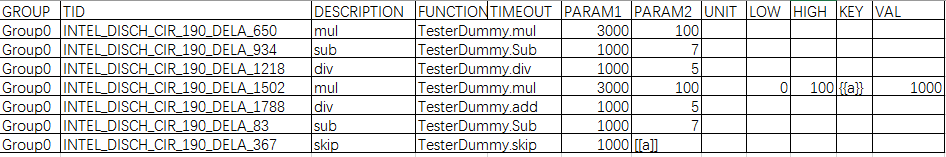 GROUP TID DESCRIPTION FUNCTION TIMEOUT PARAM1 PARAM2 UNIT LOW HIGH KEY VAL
Group0 INTEL_DISCH_CIR_190_DELA_650 mul TesterDummy.mul 3000 100
Group0 INTEL_DISCH_CIR_190_DELA_934 sub TesterDummy.Sub 1000 7
Group0 INTEL_DISCH_CIR_190_DELA_1218 div TesterDummy.div 1000 5
Group0 INTEL_DISCH_CIR_190_DELA_1502 mul TesterDummy.mul 3000 100 0 100 {{a}} 1000
Group0 INTEL_DISCH_CIR_190_DELA_1788 div TesterDummy.add 1000 5
Group0 INTEL_DISCH_CIR_190_DELA_83 sub TesterDummy.Sub 1000 7
Group0 INTEL_DISCH_CIR_190_DELA_367 skip TesterDummy.skip 1000 [[a]]